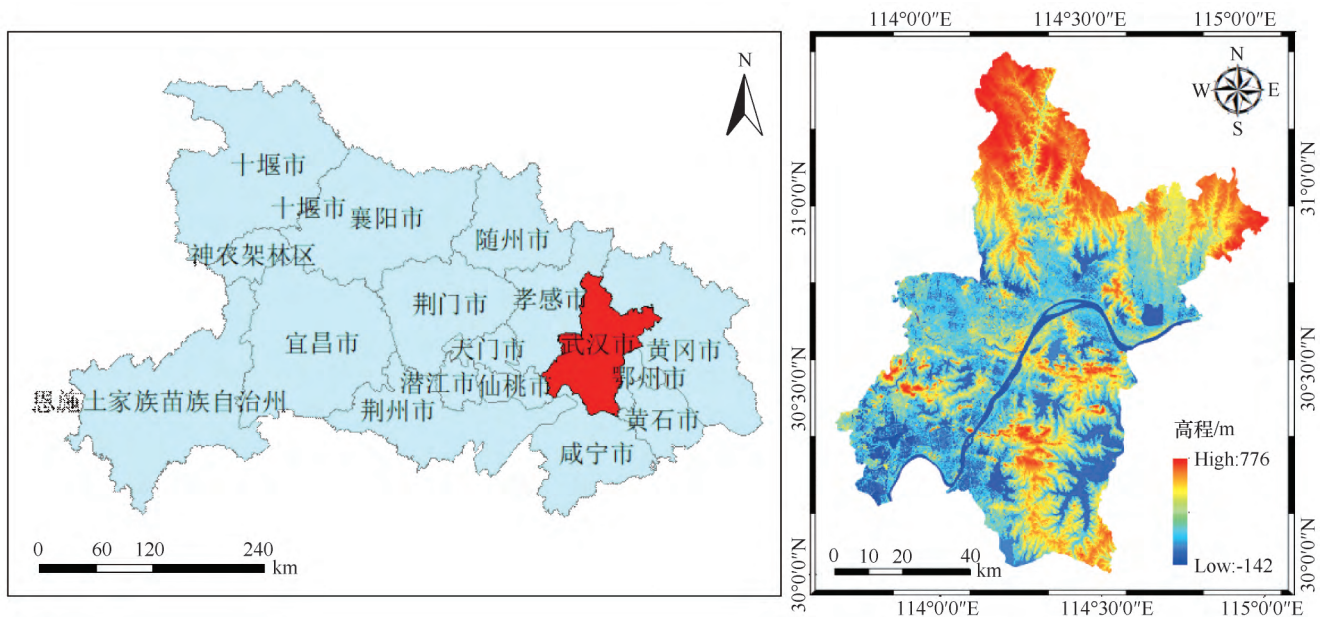 N
十堰市
十堰市
襄阳市
随州市
神农架林区
荆门市
孝感市
宜昌市
天门市
武汉市
黄冈市
潜江市
仙桃市
鄂州市
恩施土家族苗族自治州
荆州市
黄石市
咸宁市
0 60 120 240
km
114°0′0″E 114°30′0″E 115°0′0″E
N
W E
S
31°0′0″N
30°30′0″N
30°0′0″N
31°0′0″N
30°30′0″N
30°0′0″N
高程/m
High:776
Low:-142
0 10 20 40
km
114°0′0″E 114°30′0″E 115°0′0″E